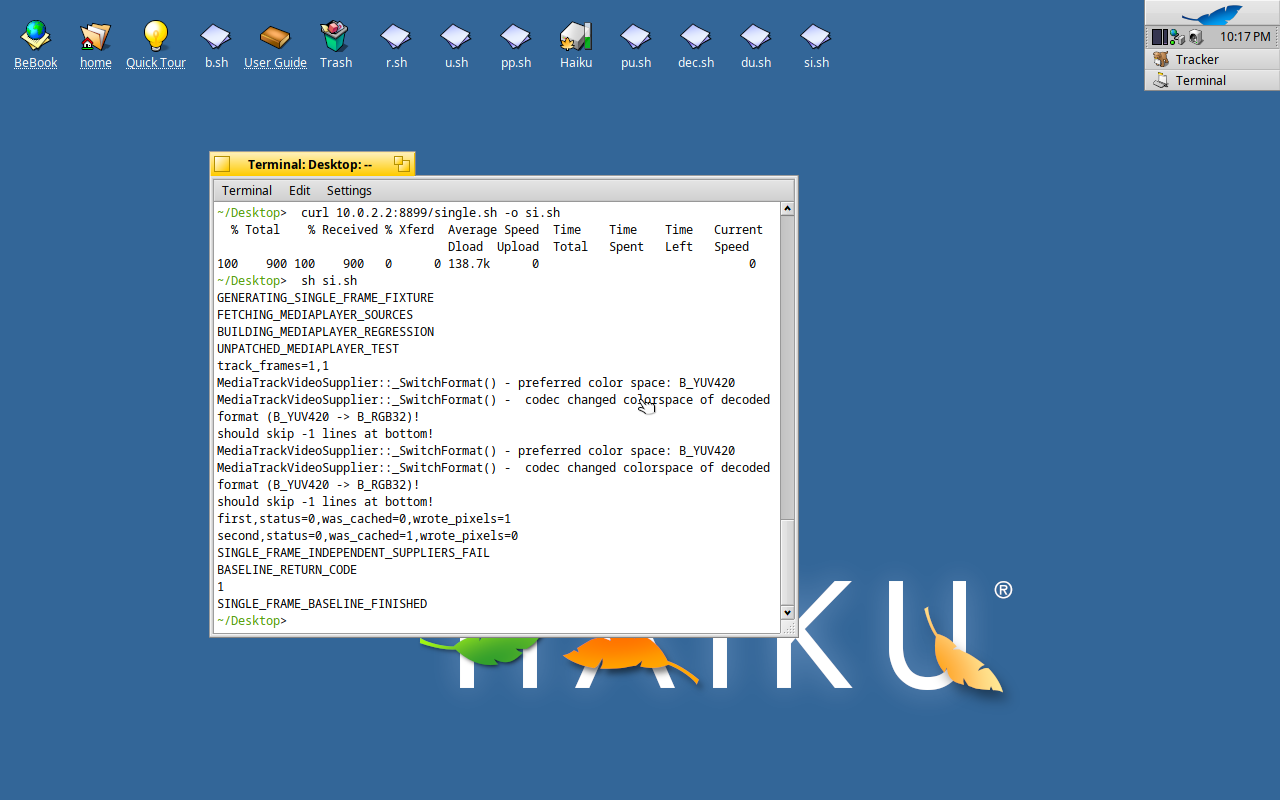 BeBook
home
Quick Tour
b.sh
User Guide
Trash
r.sh
u.sh
pp.sh
Haiku
pu.sh
dec.sh
du.sh
si.sh
10:17 PM
Tracker
Terminal
Terminal: Desktop: --
Terminal Edit Settings
~/Desktop>  curl 10.0.2.2:8899/single.sh -o si.sh
  % Total    % Received % Xferd  Average Speed  Time    Time    Time   Current
                                 Dload  Upload  Total   Spent   Left   Speed
100    900 100    900   0      0 138.7k      0                              0
~/Desktop>  sh si.sh
GENERATING_SINGLE_FRAME_FIXTURE
FETCHING_MEDIAPLAYER_SOURCES
BUILDING_MEDIAPLAYER_REGRESSION
UNPATCHED_MEDIAPLAYER_TEST
track_frames=1,1
MediaTrackVideoSupplier::_SwitchFormat() - preferred color space: B_YUV420
MediaTrackVideoSupplier::_SwitchFormat() -  codec changed colorspace of decoded
format (B_YUV420 -> B_RGB32)!
should skip -1 lines at bottom!
MediaTrackVideoSupplier::_SwitchFormat() - preferred color space: B_YUV420
MediaTrackVideoSupplier::_SwitchFormat() -  codec changed colorspace of decoded
format (B_YUV420 -> B_RGB32)!
should skip -1 lines at bottom!
first,status=0,was_cached=0,wrote_pixels=1
second,status=0,was_cached=1,wrote_pixels=0
SINGLE_FRAME_INDEPENDENT_SUPPLIERS_FAIL
BASELINE_RETURN_CODE
1
SINGLE_FRAME_BASELINE_FINISHED
~/Desktop>
HAIKU®